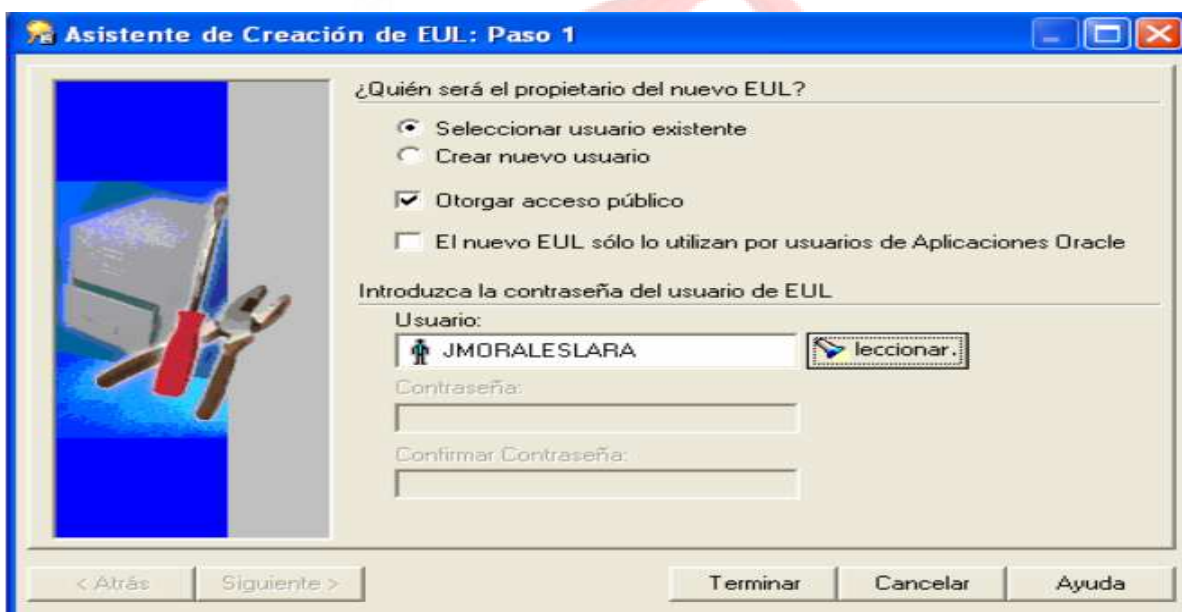 Asistente de Creación de EUL: Paso 1
¿Quién será el propietario del nuevo EUL?
Seleccionar usuario existente
Crear nuevo usuario
Otorgar acceso público
El nuevo EUL sólo lo utilizan por usuarios de Aplicaciones Oracle
Introduzca la contraseña del usuario de EUL
Usuario:
JMORALESLARA
leccionar.
Contraseña:
Confirmar Contraseña:
< Atrás Siguiente > Terminar Cancelar Ayuda